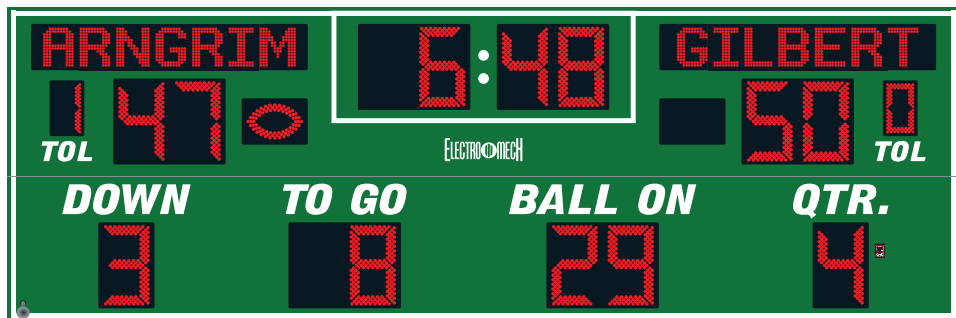 ARNGRIM 6:48 GILBERT
1 47 50 0
TOL ELECTRO-MECH TOL
DOWN TO GO BALL ON QTR.
3 8 29 4